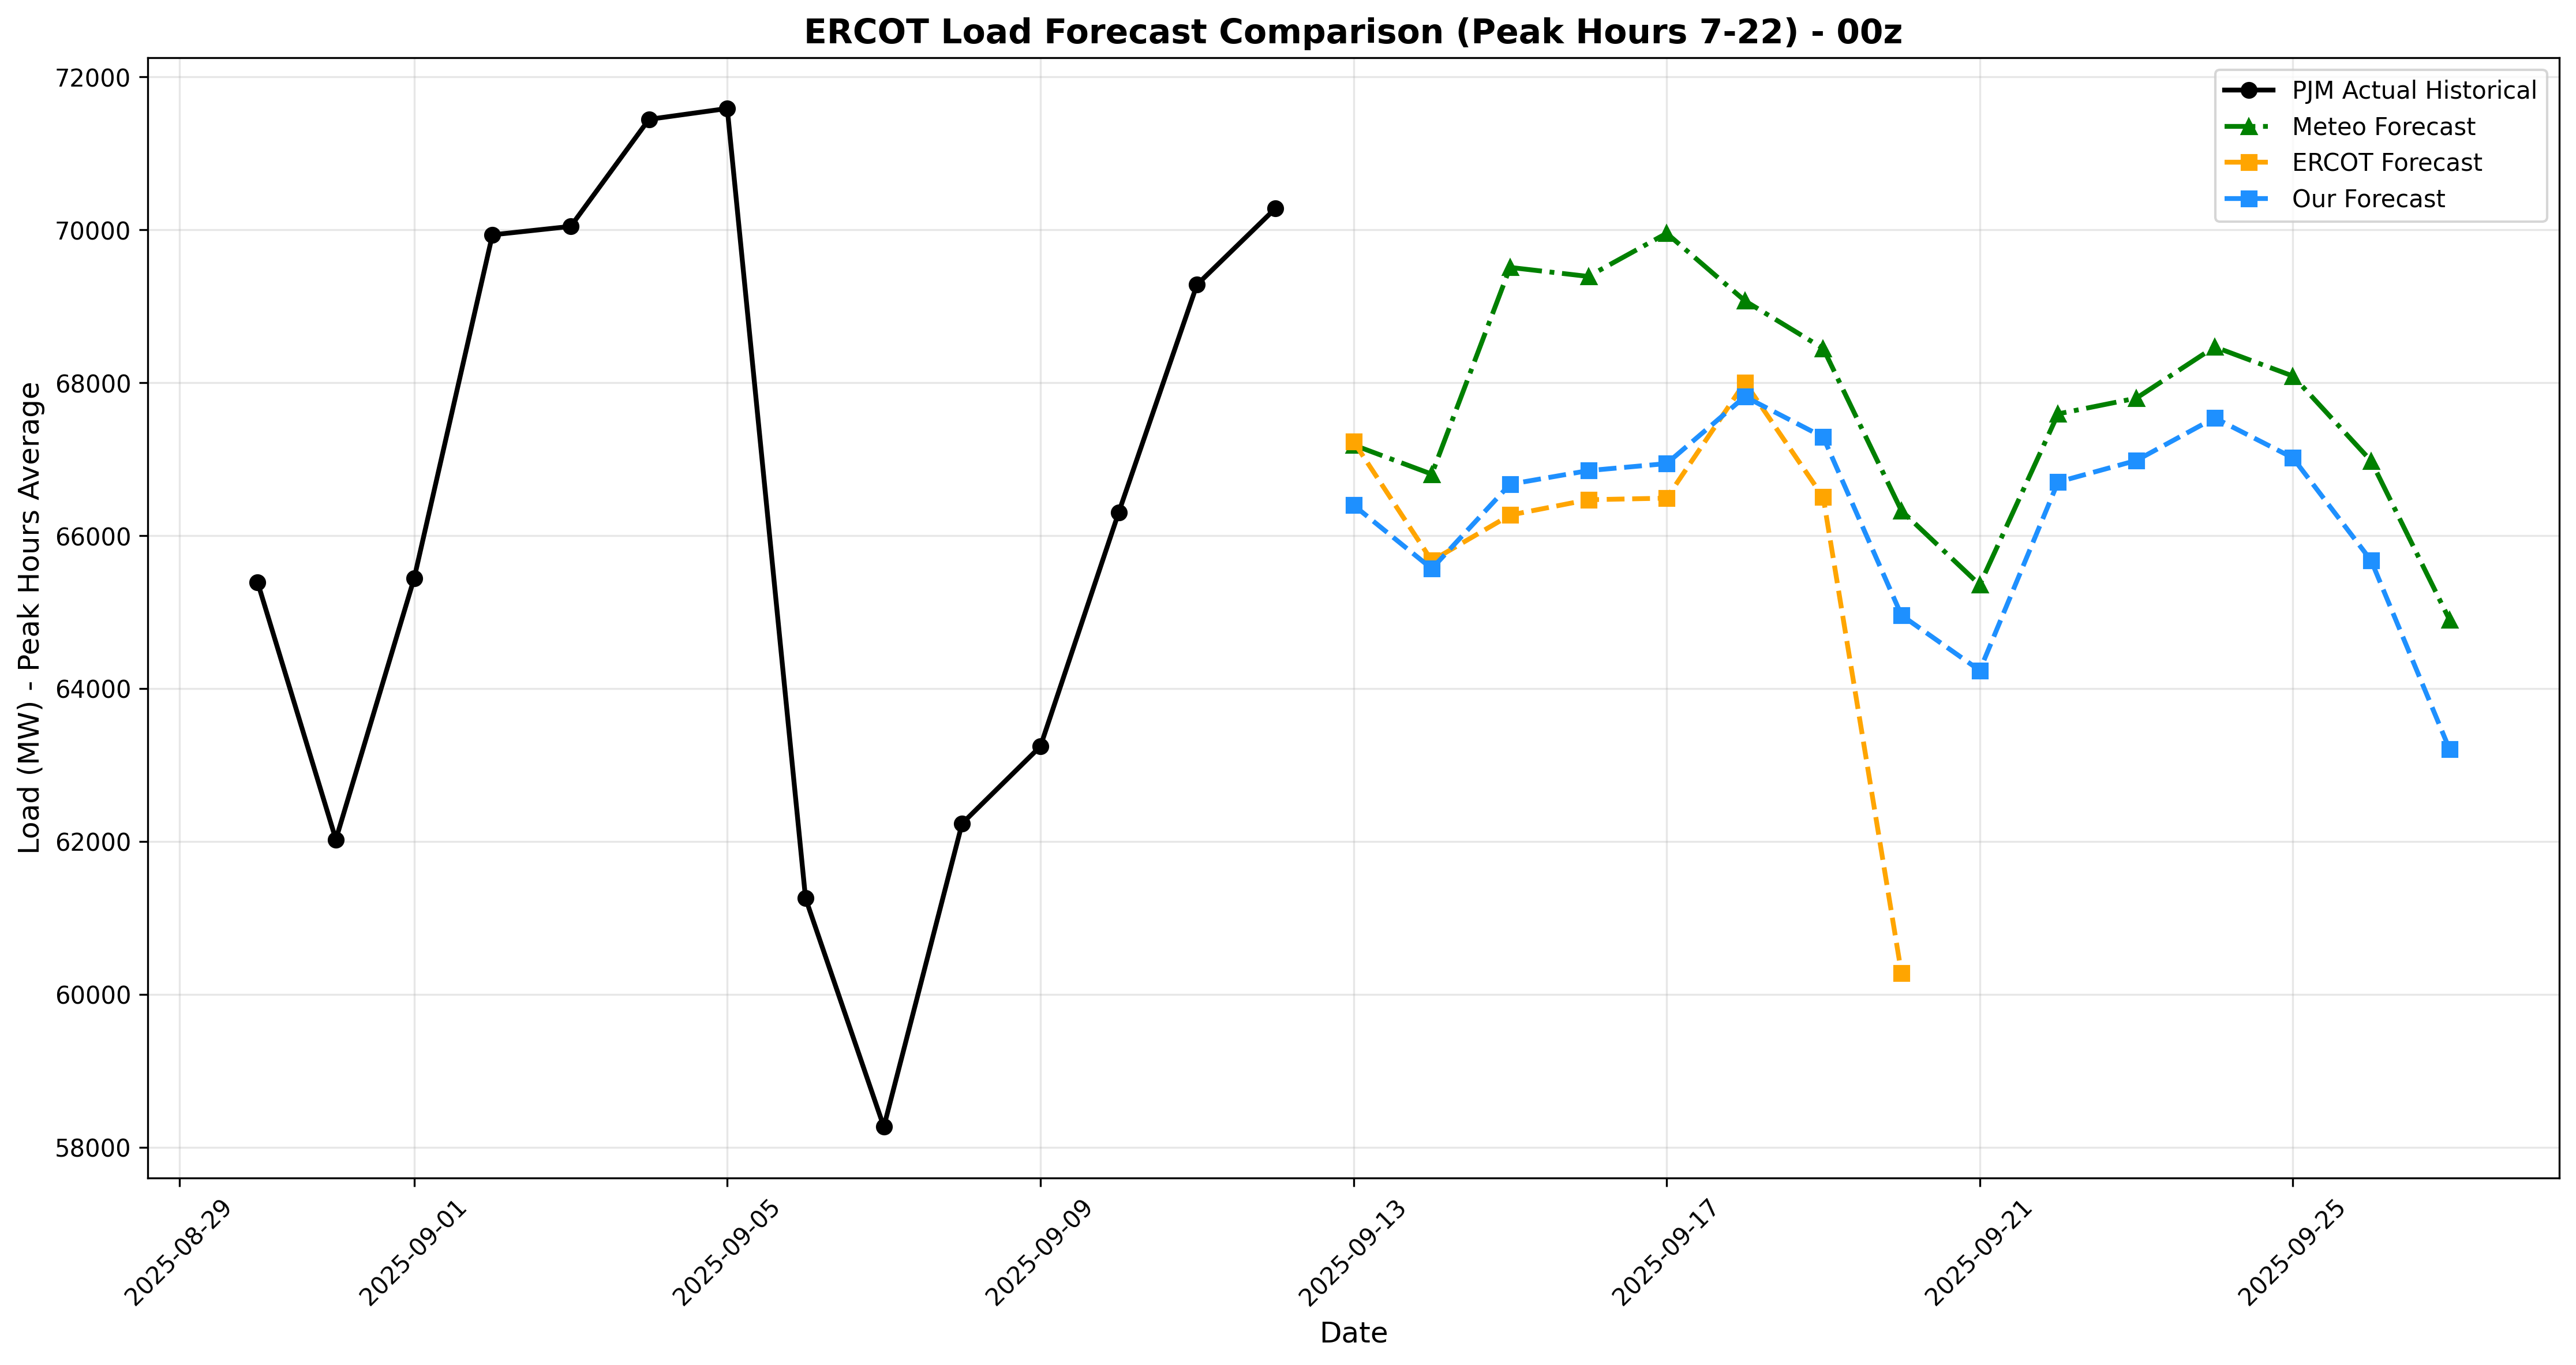 ERCOT Load Forecast Comparison (Peak Hours 7-22) - 00z
PJM Actual Historical
Meteo Forecast
ERCOT Forecast
Our Forecast
Load (MW) - Peak Hours Average
72000
70000
68000
66000
64000
62000
60000
58000
2025-08-29
2025-09-01
2025-09-05
2025-09-09
2025-09-13
2025-09-17
2025-09-21
2025-09-25
Date